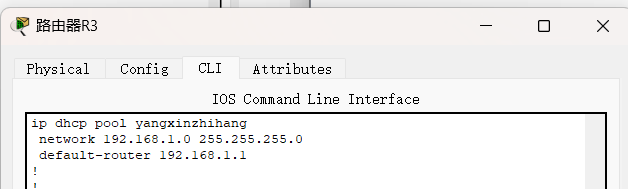 路由器R3
Physical Config CLI Attributes
IOS Command Line Interface
ip dhcp pool yangxinzhihang
 network 192.168.1.0 255.255.255.0
 default-router 192.168.1.1
!
!